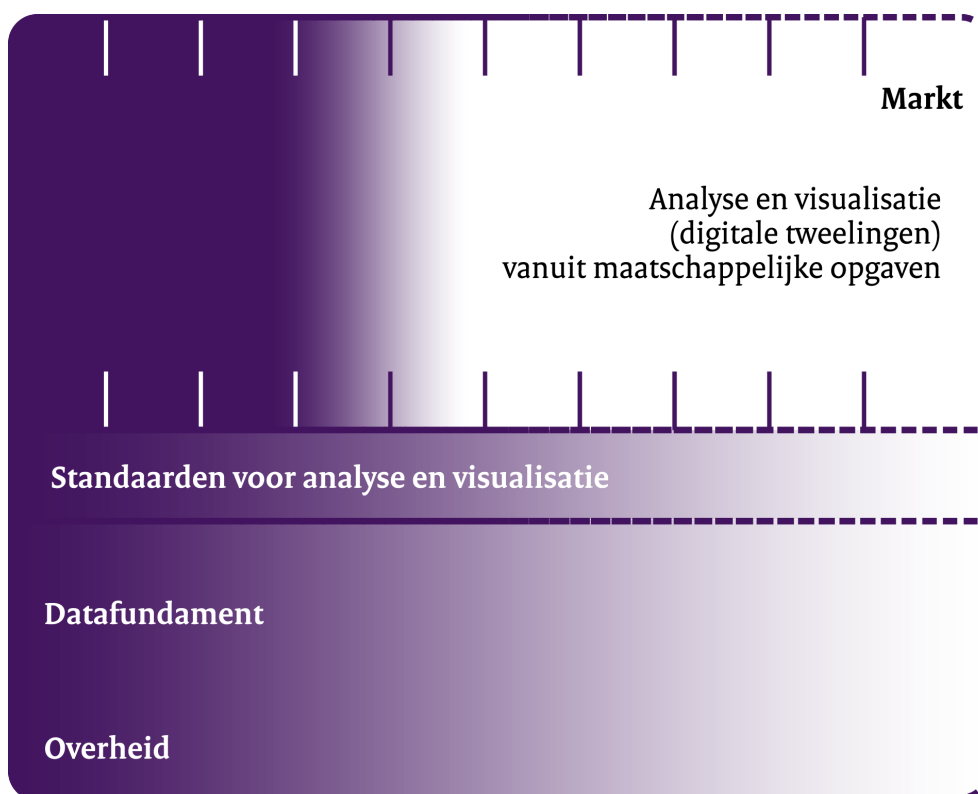 Markt
Analyse en visualisatie
(digitale tweelingen)
vanuit maatschappelijke opgaven
Standaarden voor analyse en visualisatie
Datafundament
Overheid